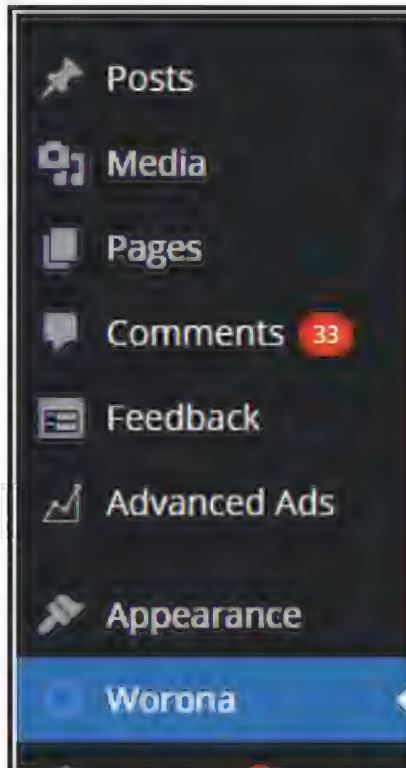 Posts
Media
Pages
Comments 33
Feedback
Advanced Ads
Appearance
Worona